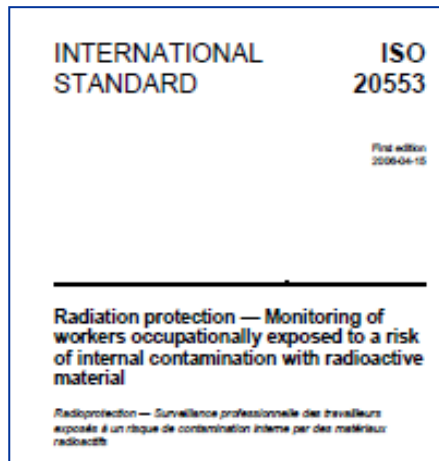 INTERNATIONAL
STANDARD
ISO
20553
First edition
2006-04-15
Radiation protection — Monitoring of
workers occupationally exposed to a risk
of internal contamination with radioactive
material
Radioprotection — Surveillance professionnelle des travailleurs
exposés à un risque de contamination interne par des matériaux
radioactifs